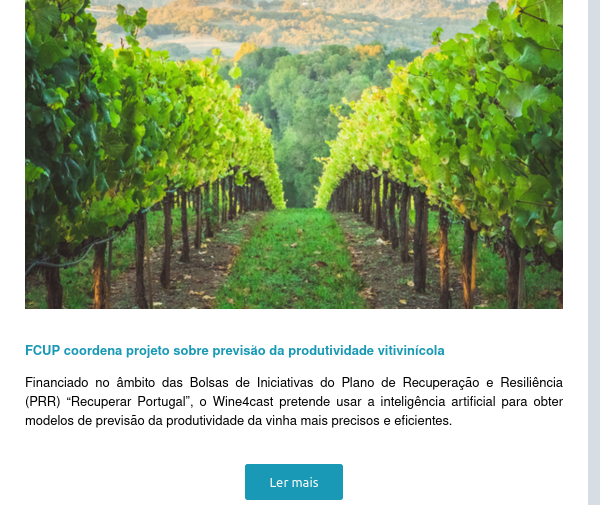 FCUP coordena projeto sobre previsão da produtividade vitivinícola
Financiado no âmbito das Bolsas de Iniciativas do Plano de Recuperação e Resiliência
(PRR) “Recuperar Portugal”, o Wine4cast pretende usar a inteligência artificial para obter
modelos de previsão da produtividade da vinha mais precisos e eficientes.
Ler mais